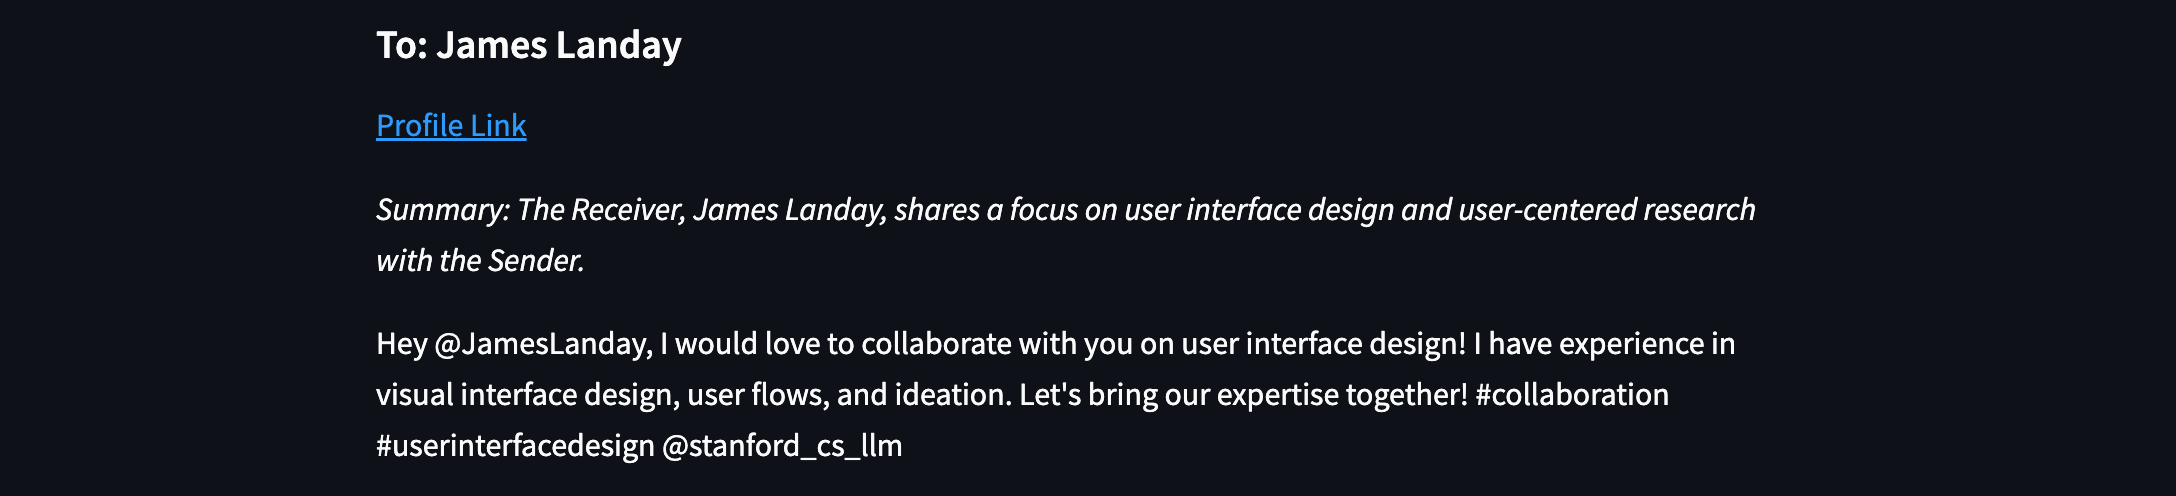 To: James Landay
Profile Link
Summary: The Receiver, James Landay, shares a focus on user interface design and user-centered research
with the Sender.
Hey @JamesLanday, I would love to collaborate with you on user interface design! I have experience in
visual interface design, user flows, and ideation. Let's bring our expertise together! #collaboration
#userinterfacedesign @stanford_cs_llm